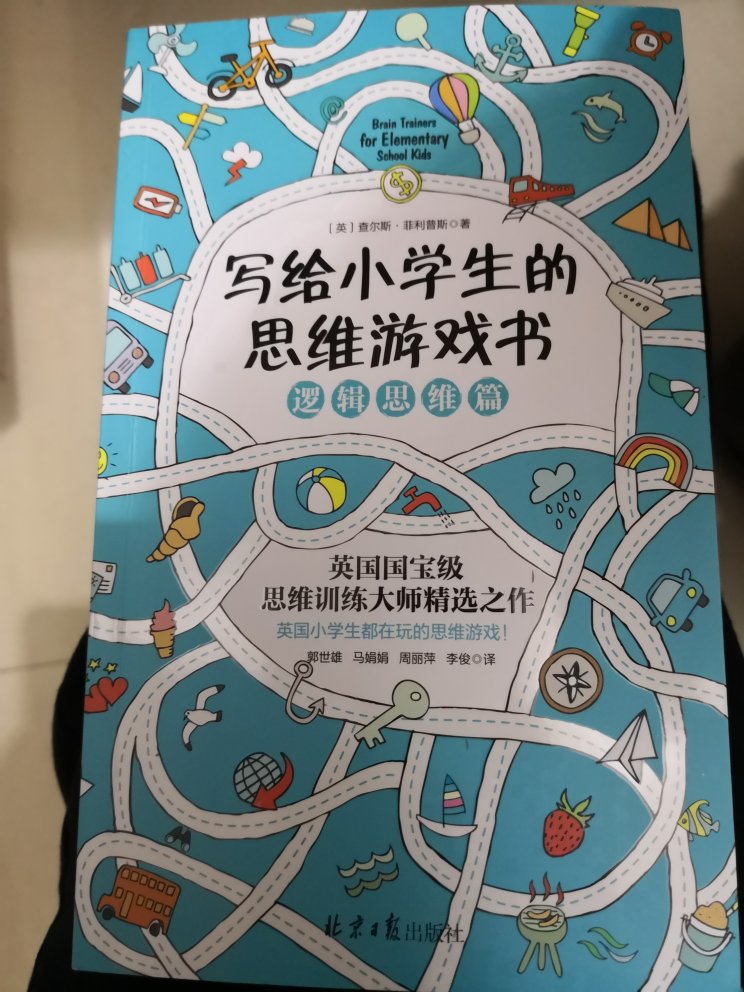 Brain Trainers
for Elementary
School Kids
[英]查尔斯·菲利普斯◎著
写给小学生的
思维游戏书
逻辑思维篇
英国国宝级
思维训练大师精选之作
英国小学生都在玩的思维游戏！
郭世雄 马娟娟 周丽萍 李俊◎译
北京日报出版社